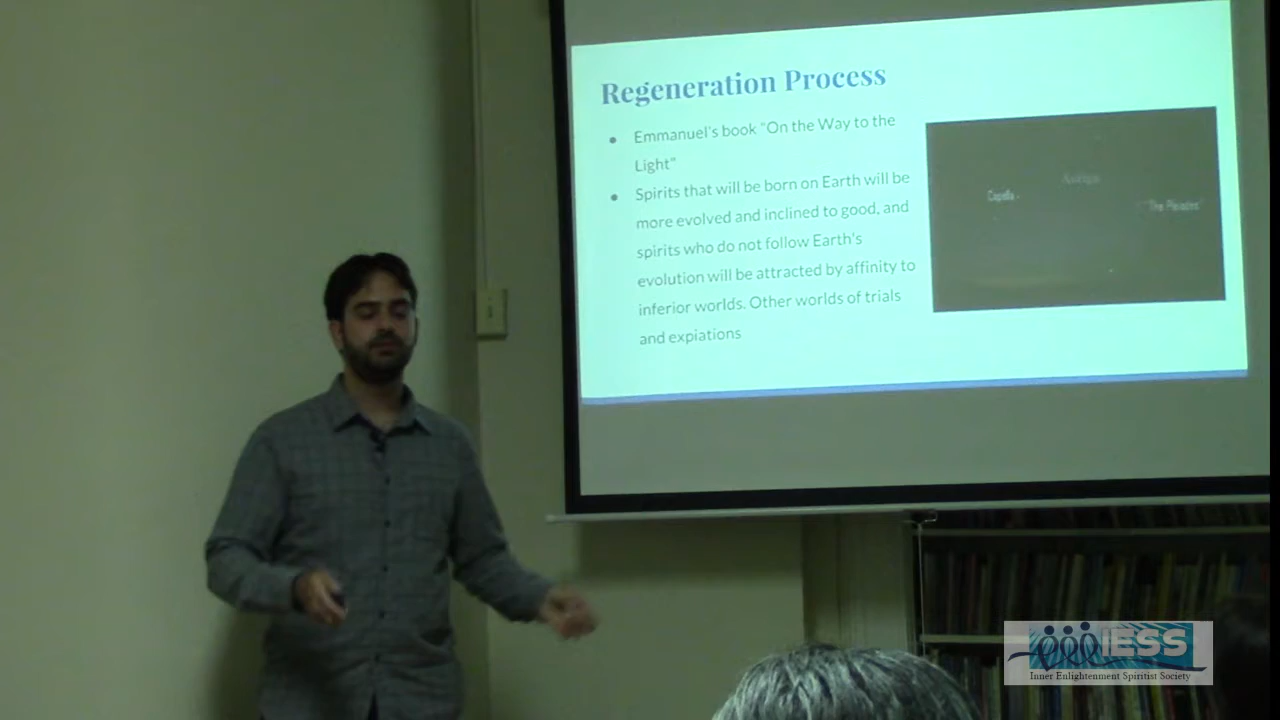 Regeneration Process
● Emmanuel's book "On the Way to the
Light"
● Spirits that will be born on Earth will be
more evolved and inclined to good, and
spirits who do not follow Earth's
evolution will be attracted by affinity to
inferior worlds. Other worlds of trials
and expiations
Capella
"The Pleiades"
IESS
Inner Enlightenment Spiritist Society